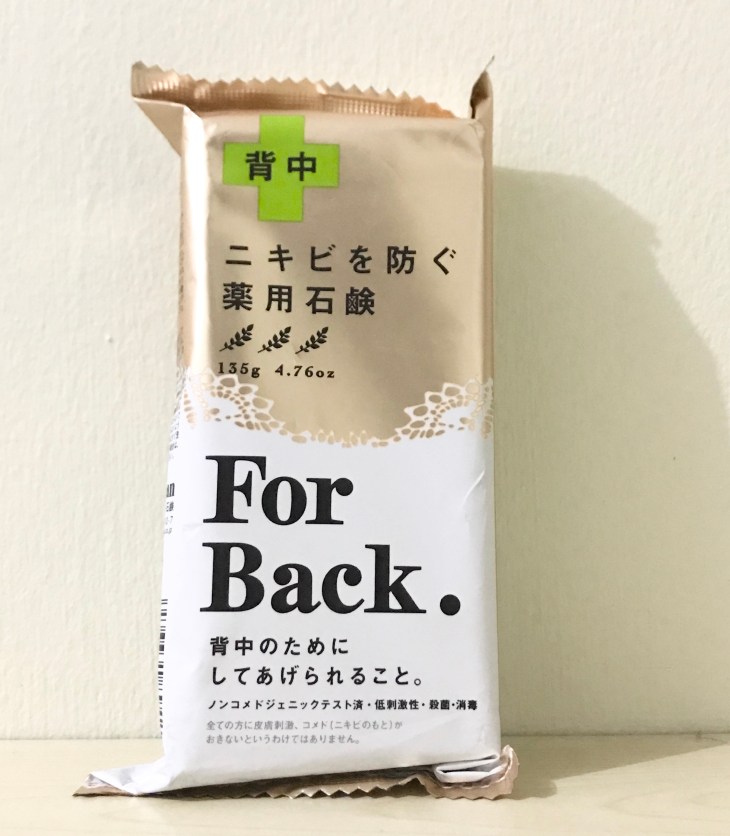 背中
ニキビを防ぐ
薬用石鹸
135g 4.76oz
For
Back.
背中のために
してあげられること。
ノンコメドジェニックテスト済・低刺激性・殺菌・消毒
全ての方に皮膚刺激、コメド(ニキビのもと)が
おきないというわけではありません。